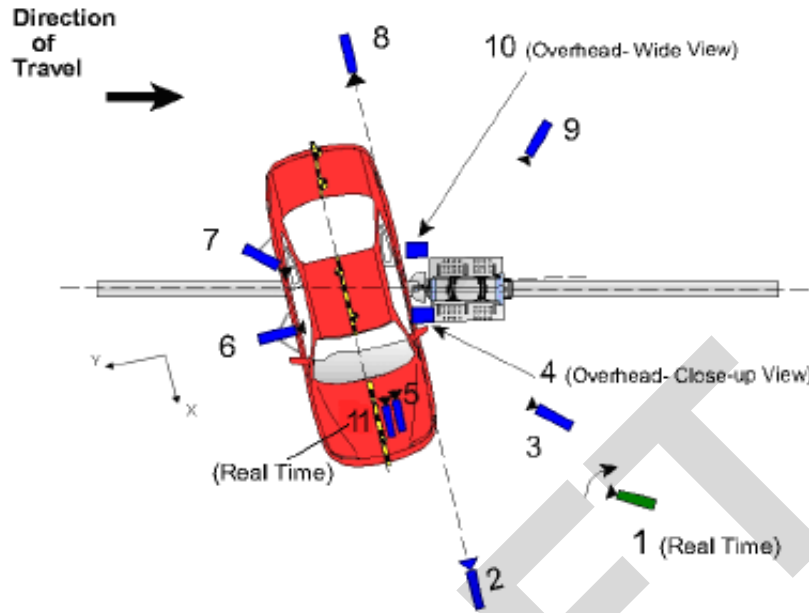 Direction
of
Travel
8
10 (Overhead- Wide View)
9
7
6
Y
X
4 (Overhead- Close-up View)
5
11
3
(Real Time)
1 (Real Time)
2